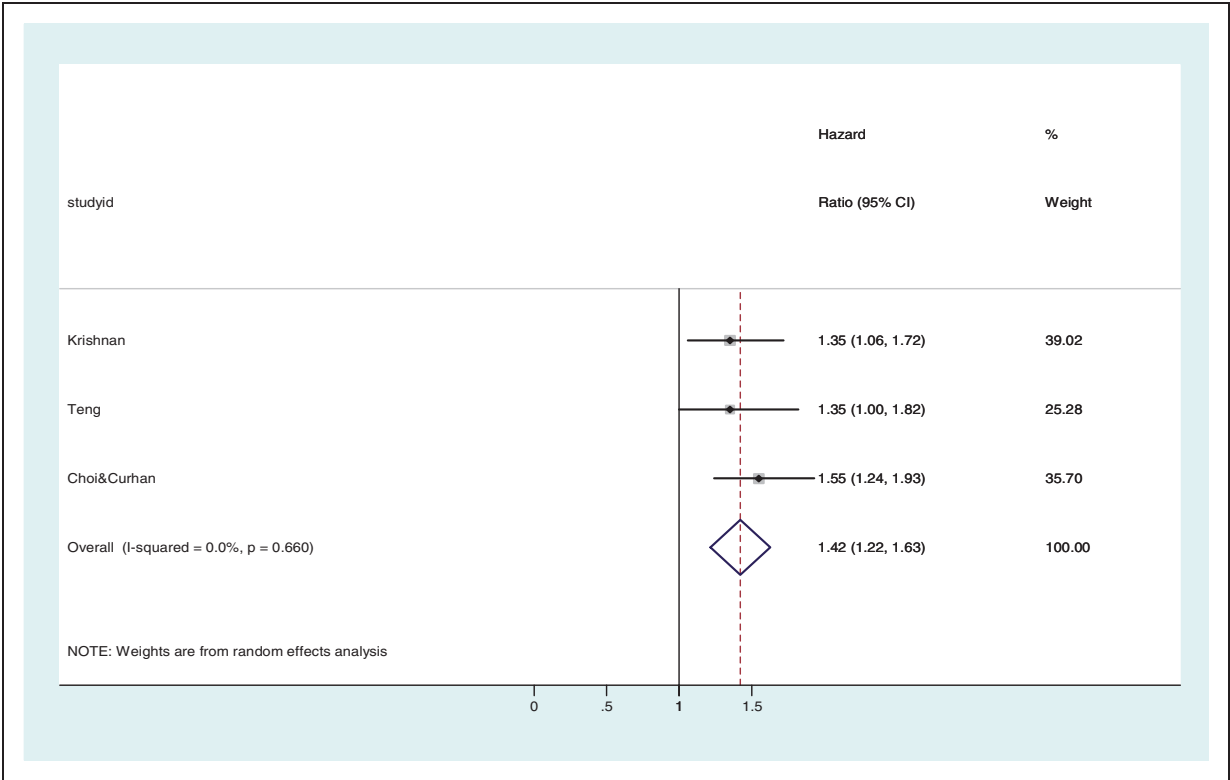 Hazard %
studyid Ratio (95% CI) Weight
Krishnan 1.35 (1.06, 1.72) 39.02
Teng 1.35 (1.00, 1.82) 25.28
Choi&Curhan 1.55 (1.24, 1.93) 35.70
Overall (I-squared = 0.0%, p = 0.660) 1.42 (1.22, 1.63) 100.00
NOTE: Weights are from random effects analysis
0 .5 1 1.5